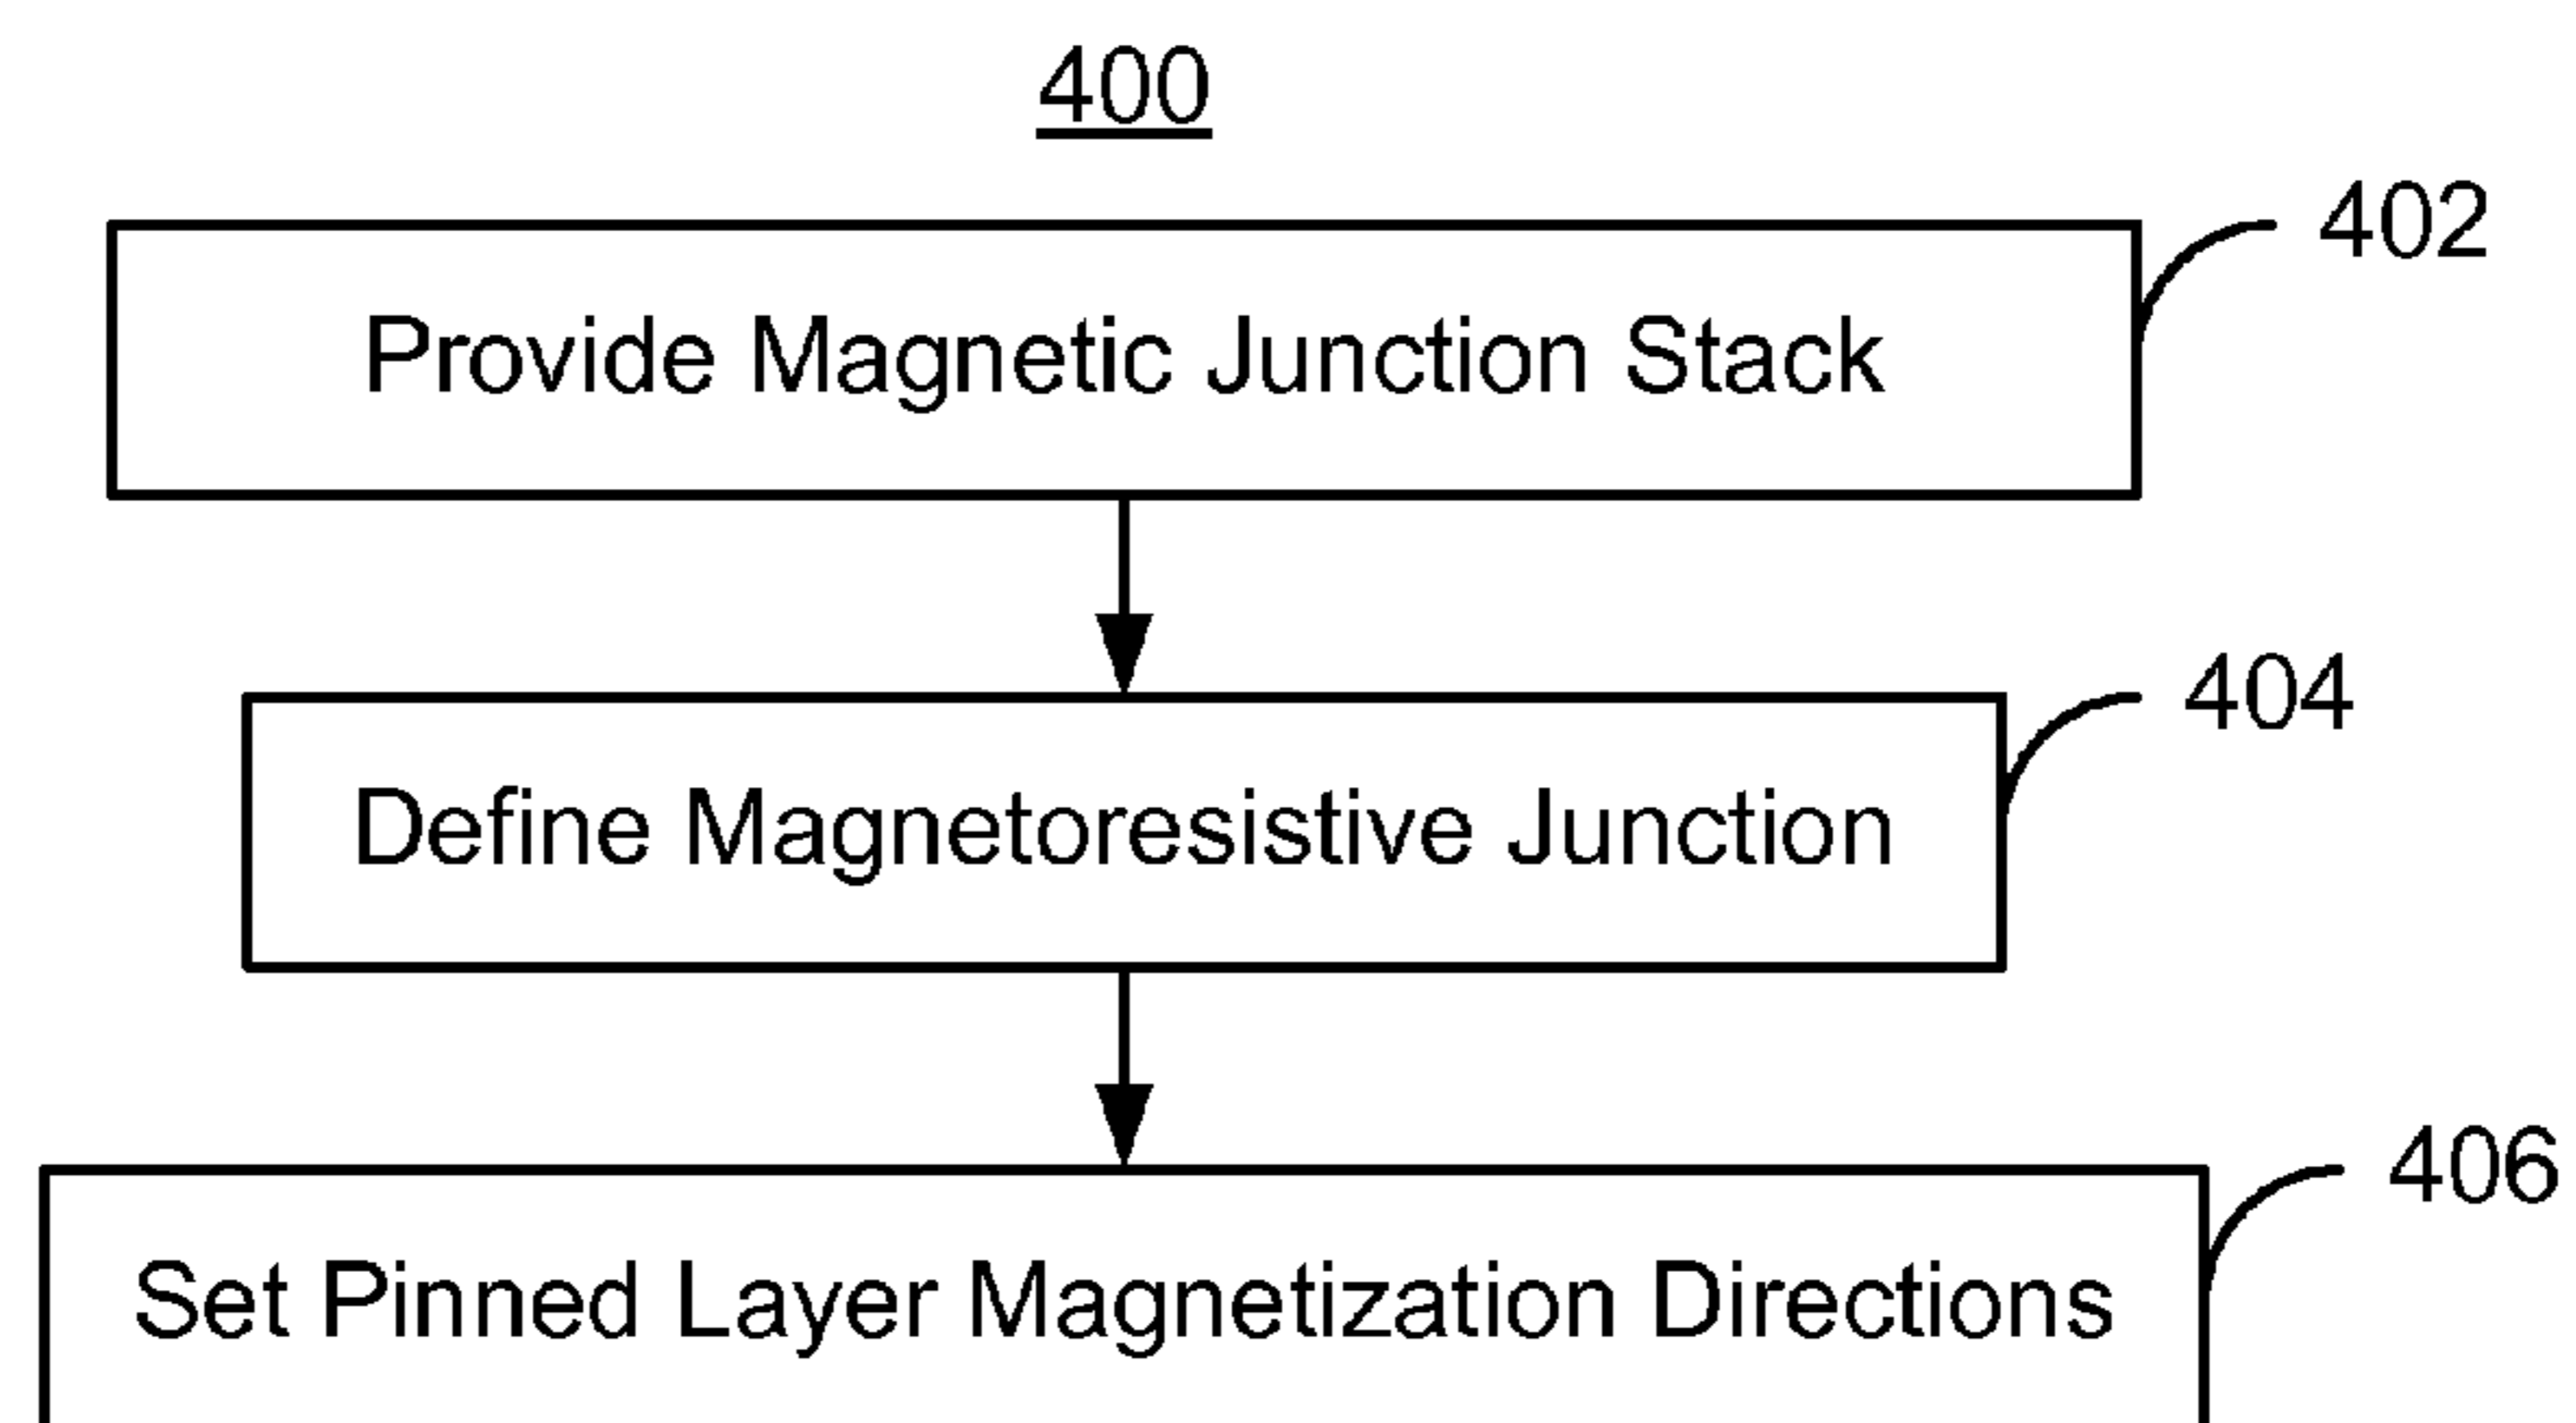 400
402
Provide Magnetic Junction Stack
404
Define Magnetoresistive Junction
406
Set Pinned Layer Magnetization Directions